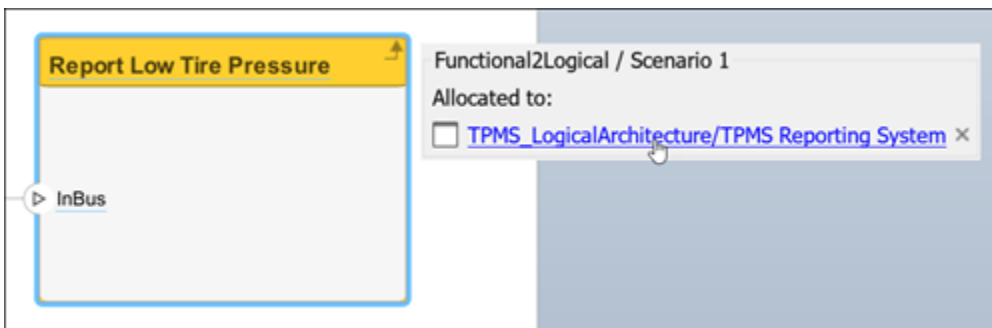 Report Low Tire Pressure
InBus
Functional2Logical / Scenario 1
Allocated to:
TPMS_LogicalArchitecture/TPMS Reporting System ×